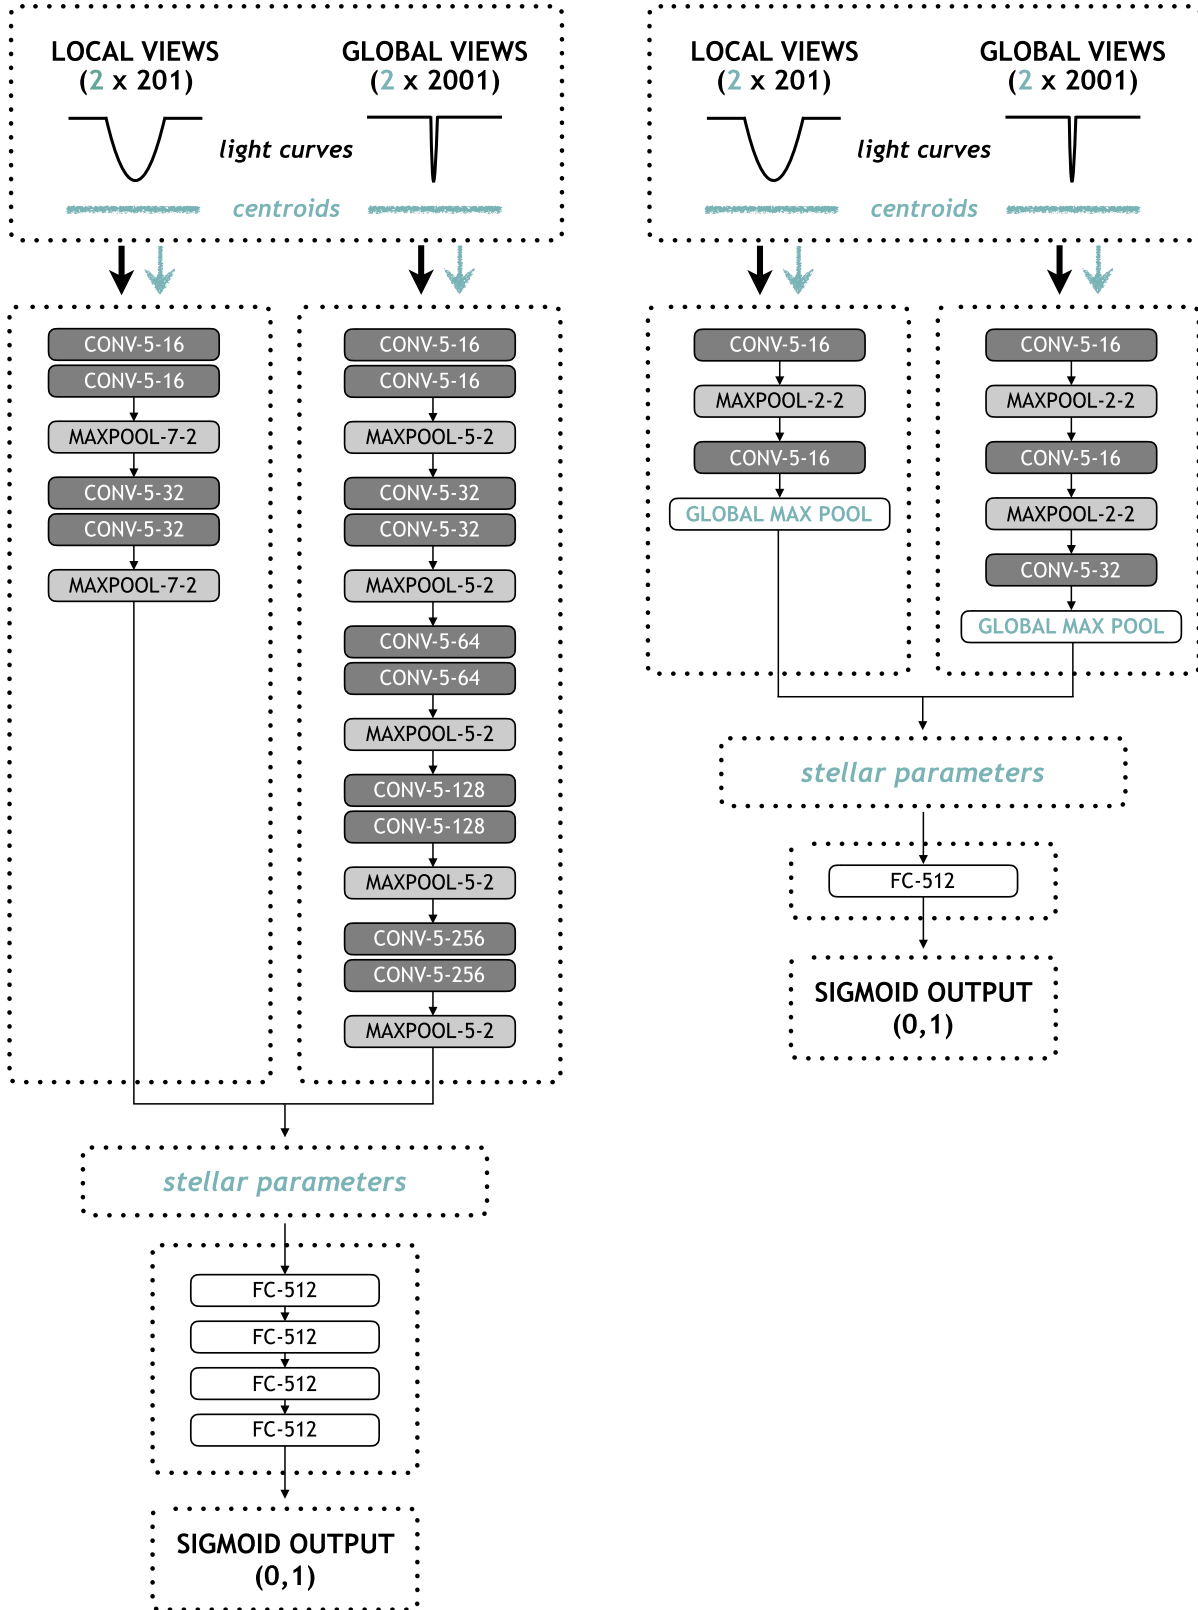 LOCAL VIEWS
(2 x 201)
GLOBAL VIEWS
(2 x 2001)
light curves
centroids
CONV-5-16
CONV-5-16
MAXPOOL-7-2
CONV-5-32
CONV-5-32
MAXPOOL-7-2
CONV-5-16
CONV-5-16
MAXPOOL-5-2
CONV-5-32
CONV-5-32
MAXPOOL-5-2
CONV-5-64
CONV-5-64
MAXPOOL-5-2
CONV-5-128
CONV-5-128
MAXPOOL-5-2
CONV-5-256
CONV-5-256
MAXPOOL-5-2
stellar parameters
FC-512
FC-512
FC-512
FC-512
SIGMOID OUTPUT
(0,1)
LOCAL VIEWS
(2 x 201)
GLOBAL VIEWS
(2 x 2001)
light curves
centroids
CONV-5-16
MAXPOOL-2-2
CONV-5-16
GLOBAL MAX POOL
CONV-5-16
MAXPOOL-2-2
CONV-5-16
MAXPOOL-2-2
CONV-5-32
GLOBAL MAX POOL
stellar parameters
FC-512
SIGMOID OUTPUT
(0,1)